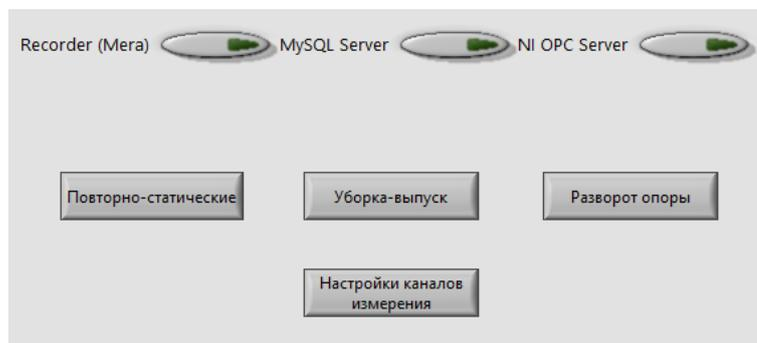 Recorder (Mera) MySQL Server NI OPC Server
Повторно-статические Уборка-выпуск Разворот опоры
Настройки каналов
измерения